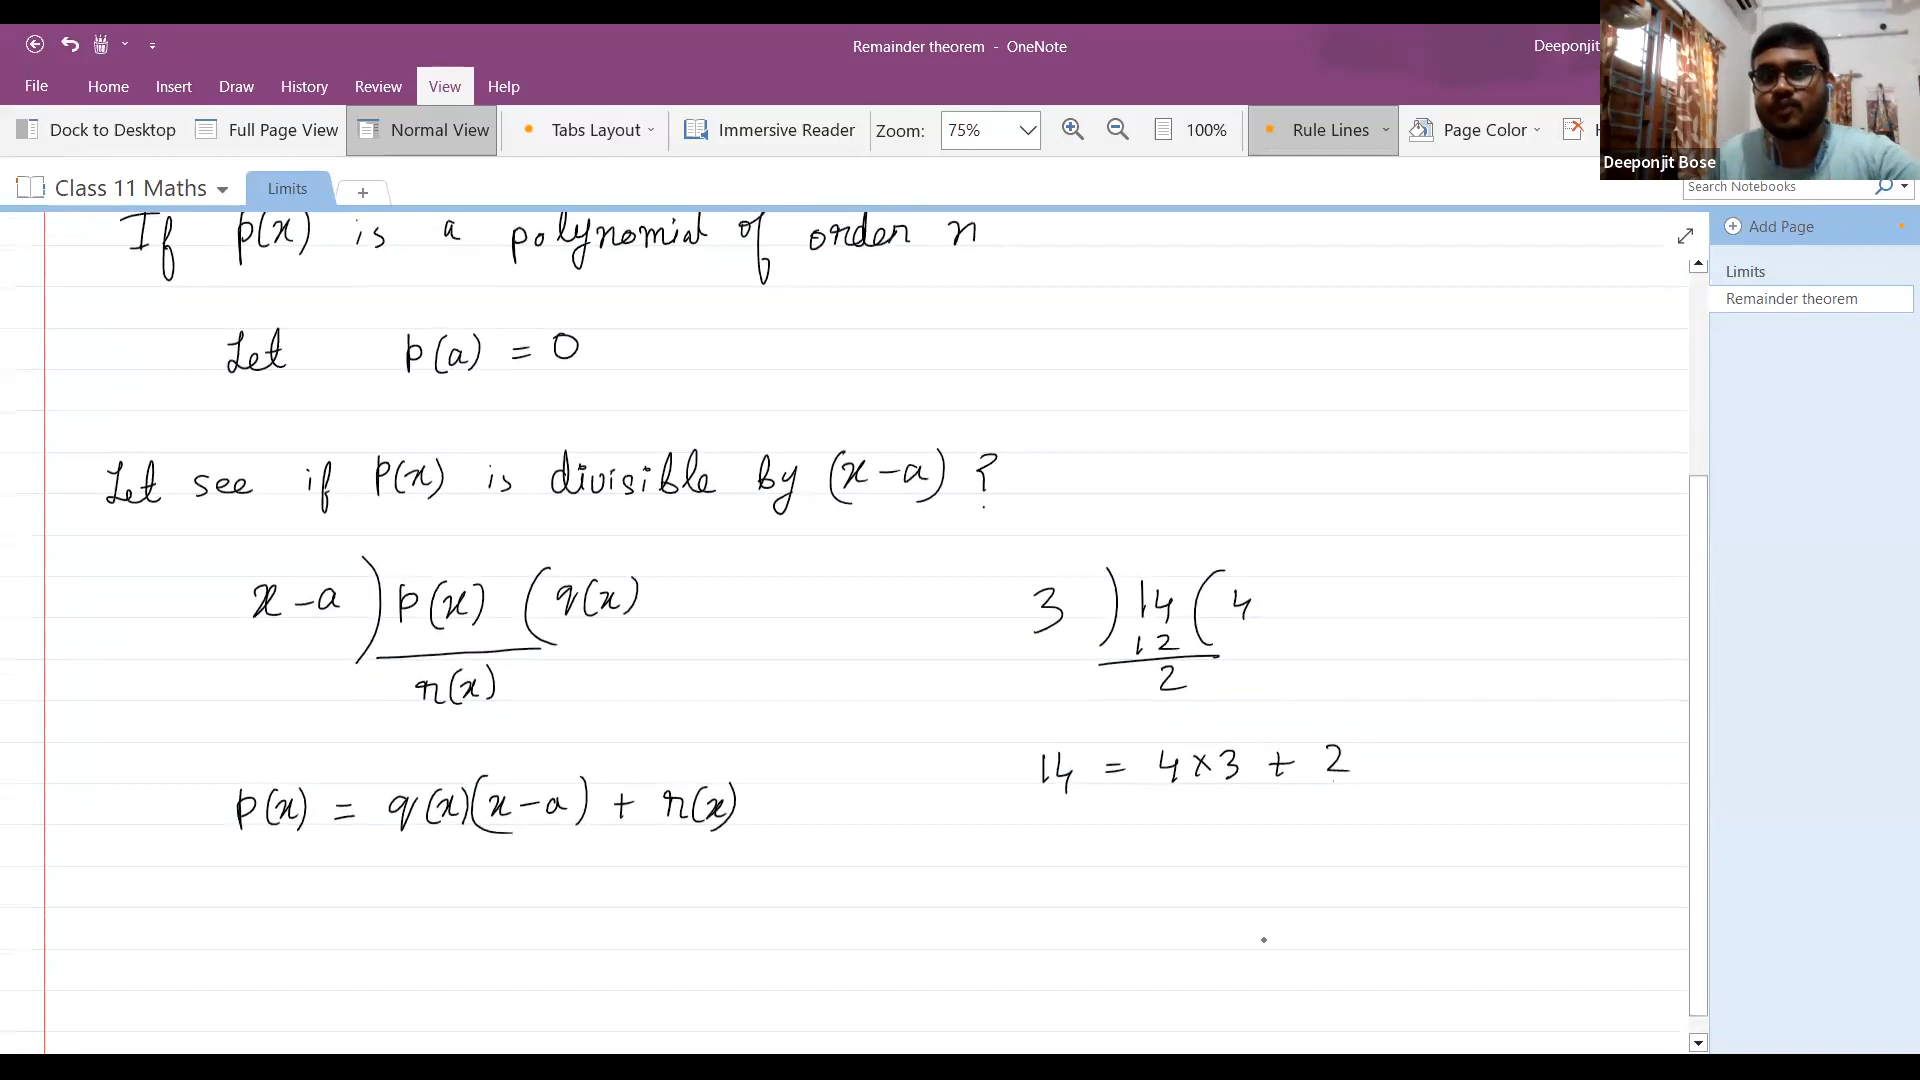 Remainder theorem - OneNote
Deeponjit
File Home Insert Draw History Review View Help
Dock to Desktop Full Page View Normal View Tabs Layout Immersive Reader Zoom: 75% 100% Rule Lines Page Color
Deeponjit Bose
Class 11 Maths Limits +
Search Notebooks
If p(x) is a polynomial of order n
Add Page
Limits
Remainder theorem
Let p(a) = 0
Let see if p(x) is divisible by (x-a) ?
x-a ) p(x) ( q(x)
r(x)
3 ) 14 ( 4
12
2
14 = 4×3 + 2
p(x) = q(x)(x-a) + r(x)